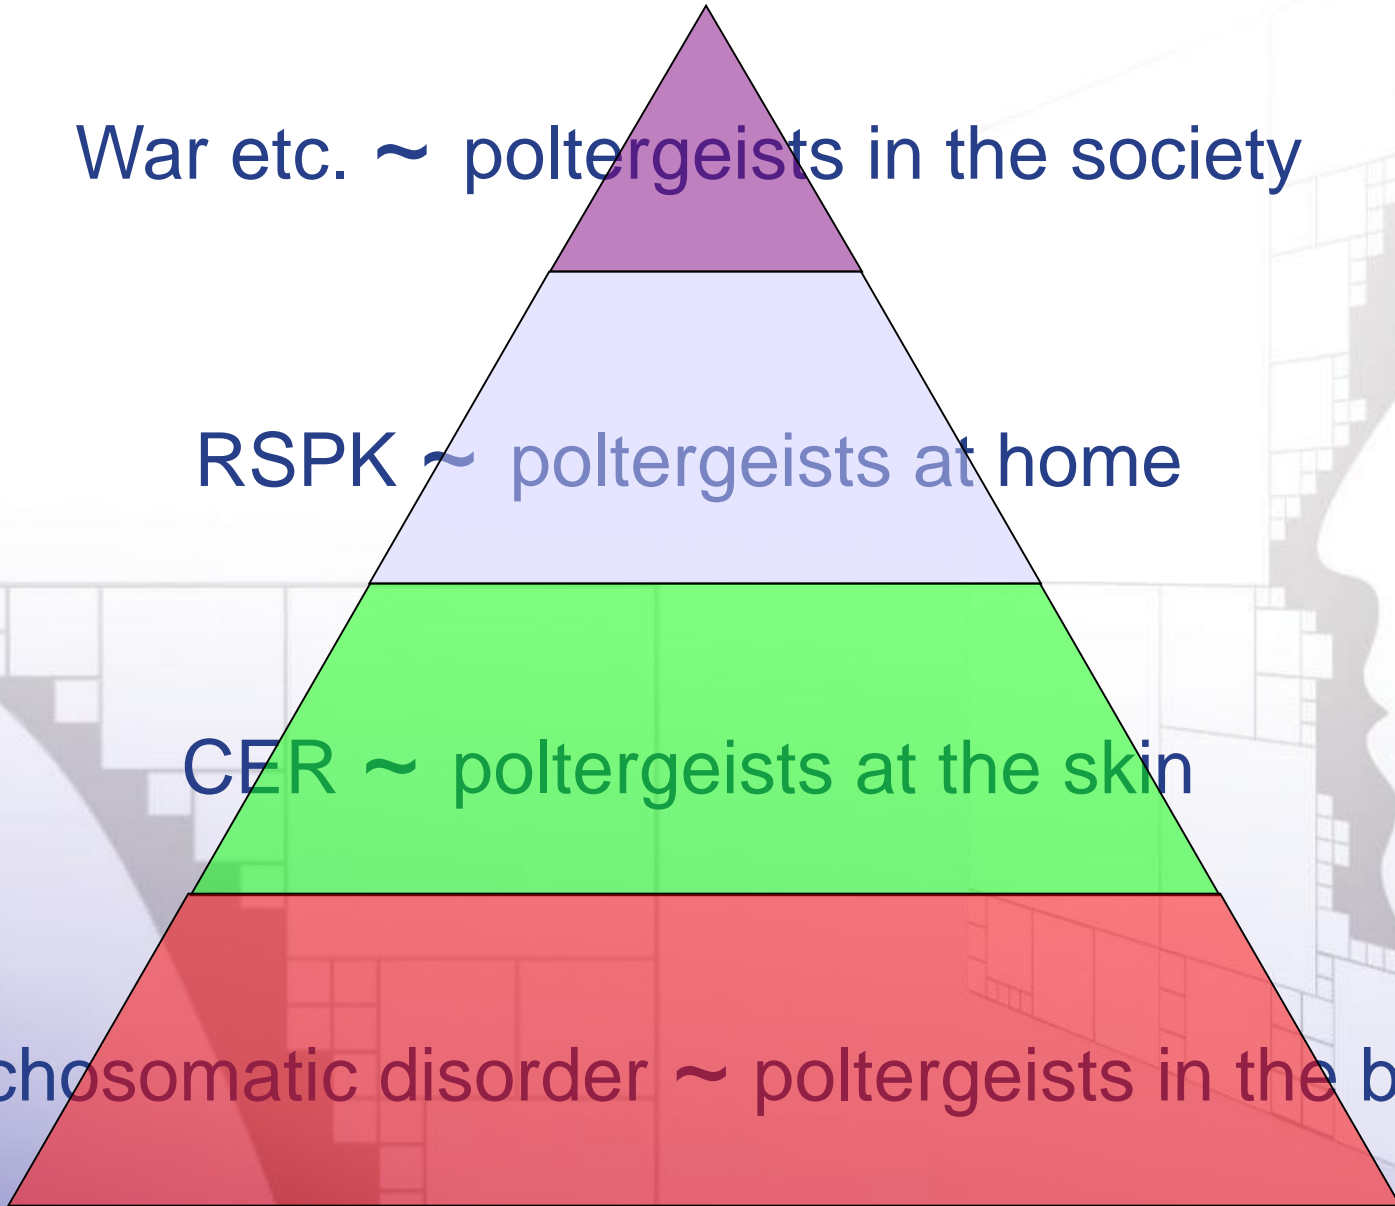 War etc. ~ poltergeists in the society
RSPK ~ poltergeists at home
CER ~ poltergeists at the skin
chosomatic disorder ~ poltergeists in the b